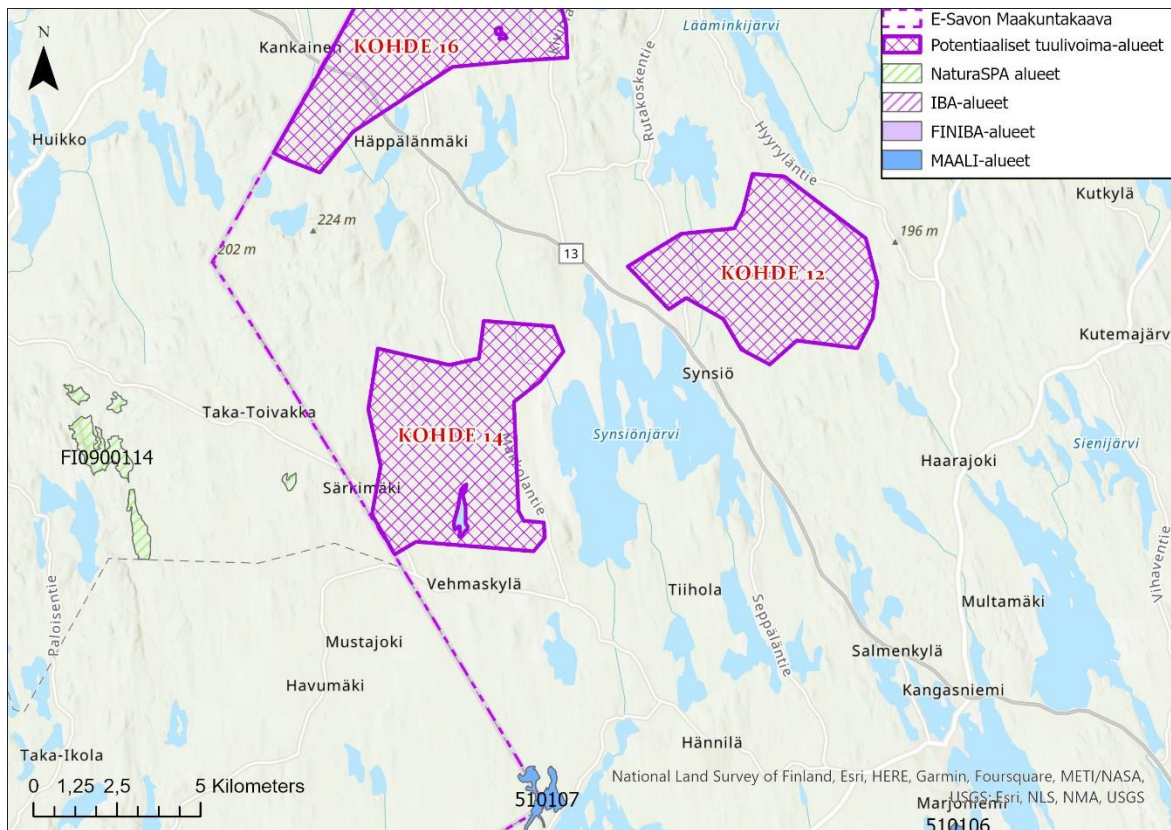 N
E-Savon Maakuntakaava
Potentiaaliset tuulivoima-alueet
NaturaSPA alueet
IBA-alueet
FINIBA-alueet
MAALI-alueet
Lääminkijärvi
Kankainen
KOHDE 16
Rutakoskentie
Huikko
Häppälänmäki
Hyyryläntie
Kutkylä
224 m
202 m
196 m
13
KOHDE 12
Kutemajärv
Synsiö
Taka-Toivakka
KOHDE 14
Synsiönjärvi
Makkolantie
Sienijärvi
FI0900114
Haarajoki
Särkimäki
Vehmaskylä
Tiihola
Multamäki
Vihaventie
Paloisentie
Mustajoki
Seppäläntie
Salmenkylä
Havumäki
Kangasniemi
Hännilä
Taka-Ikola
National Land Survey of Finland, Esri, HERE, Garmin, Foursquare, METI/NASA,
USGS; Esri, NLS, NMA, USGS
0 1,25 2,5 5 Kilometers
510107
Marjoniemi
510106